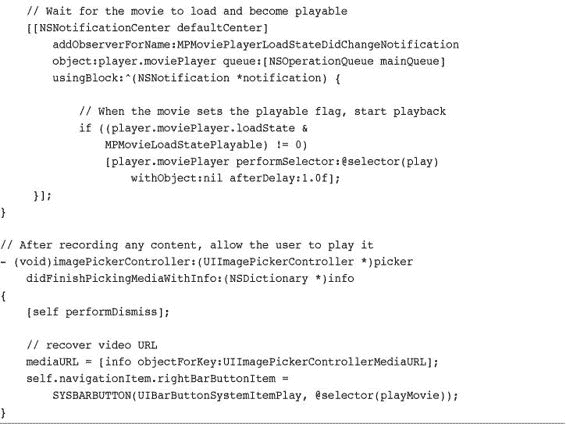 // Wait for the movie to load and become playable
[[NSNotificationCenter defaultCenter]
addObserverForName:MPMoviePlayerLoadStateDidChangeNotification
object:player.moviePlayer queue:[NSOperationQueue mainQueue]
usingBlock:^(NSNotification *notification) {
// When the movie sets the playable flag, start playback
if ((player.moviePlayer.loadState &
MPMovieLoadStatePlayable) != 0)
[player.moviePlayer performSelector:@selector(play)
withObject:nil afterDelay:1.0f];
}];
}
// After recording any content, allow the user to play it
- (void)imagePickerController:(UIImagePickerController *)picker
didFinishPickingMediaWithInfo:(NSDictionary *)info
{
[self performDismiss];
// recover video URL
mediaURL = [info objectForKey:UIImagePickerControllerMediaURL];
self.navigationItem.rightBarButtonItem =
SYSBARBUTTON(UIBarButtonSystemItemPlay, @selector(playMovie));
}